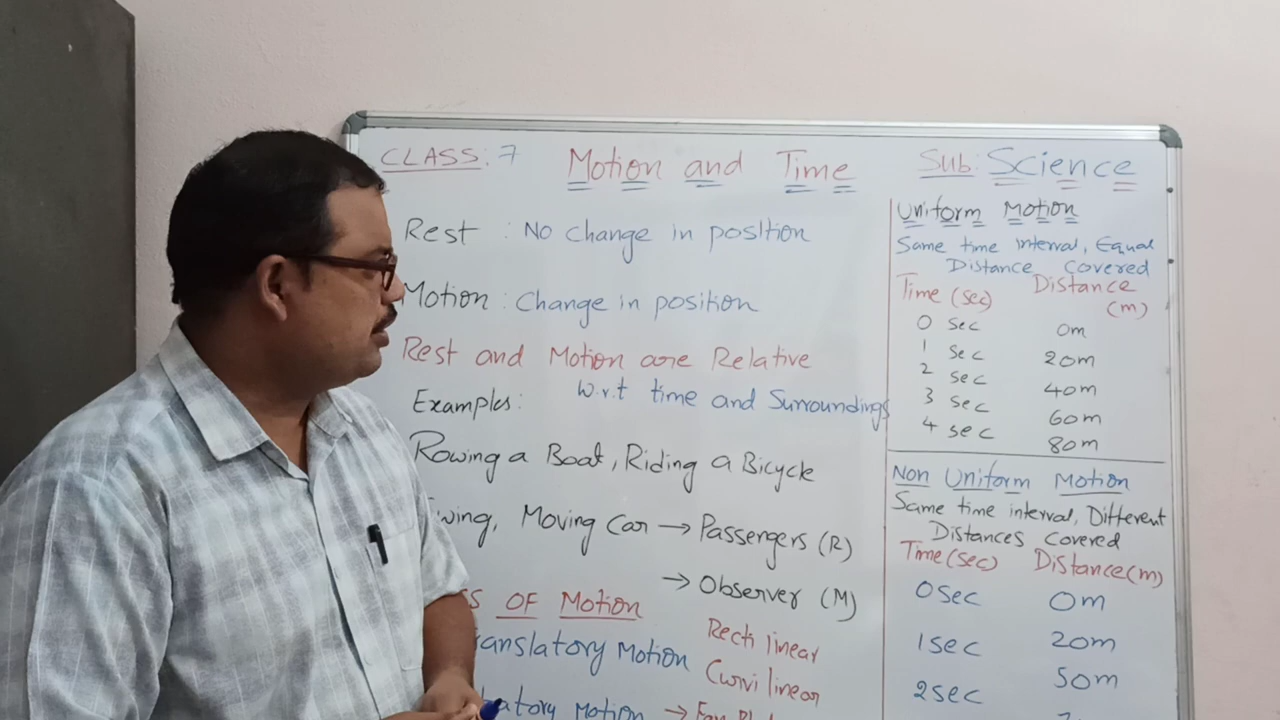 CLASS: 7 Motion and Time Sub: Science
Rest : No change in position
Motion : Change in position
Rest and Motion are Relative
w.r.t time and Surroundings
Examples:
Rowing a Boat, Riding a Bicycle
Moving Car → Passengers (R)
→ Observer (M)
OF Motion
Motion Recti linear
Curvi linear
Motion →
Uniform Motion
Same time interval, Equal
Distance Covered
Time (sec) Distance
(m)
0 sec 0m
1 sec 20m
2 sec 40m
3 sec 60m
4 sec 80m
Non Uniform Motion
Same time interval, Different
Distances Covered
Time (sec) Distance (m)
0 sec 0m
1 sec 20m
2 sec 50m